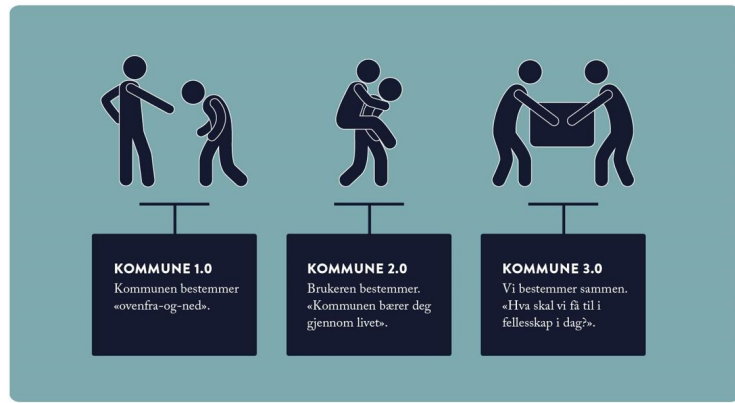 KOMMUNE 1.0
Kommunen bestemmer
«ovenfra-og-ned».
KOMMUNE 2.0
Brukeren bestemmer.
«Kommunen bærer deg
gjennom livet».
KOMMUNE 3.0
Vi bestemmer sammen.
«Hva skal vi få til i
fellesskap i dag?».